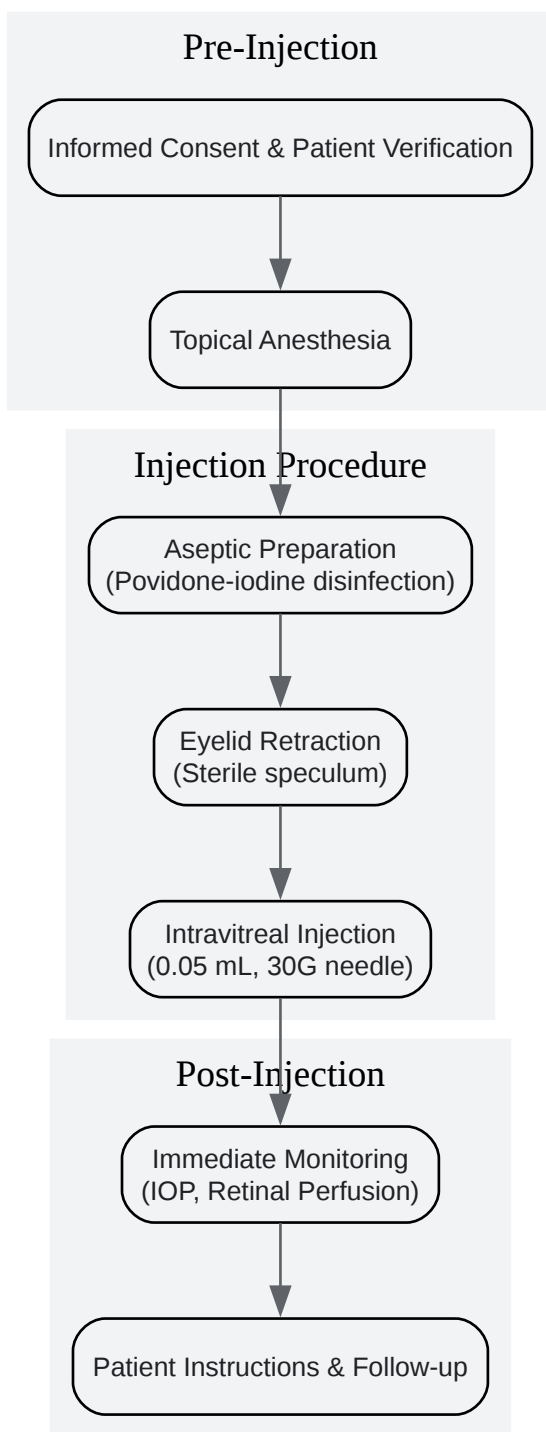 Pre-Injection
Informed Consent & Patient Verification
Topical Anesthesia
Injection Procedure
Aseptic Preparation
(Povidone-iodine disinfection)
Eyelid Retraction
(Sterile speculum)
Intravitreal Injection
(0.05 mL, 30G needle)
Post-Injection
Immediate Monitoring
(IOP, Retinal Perfusion)
Patient Instructions & Follow-up